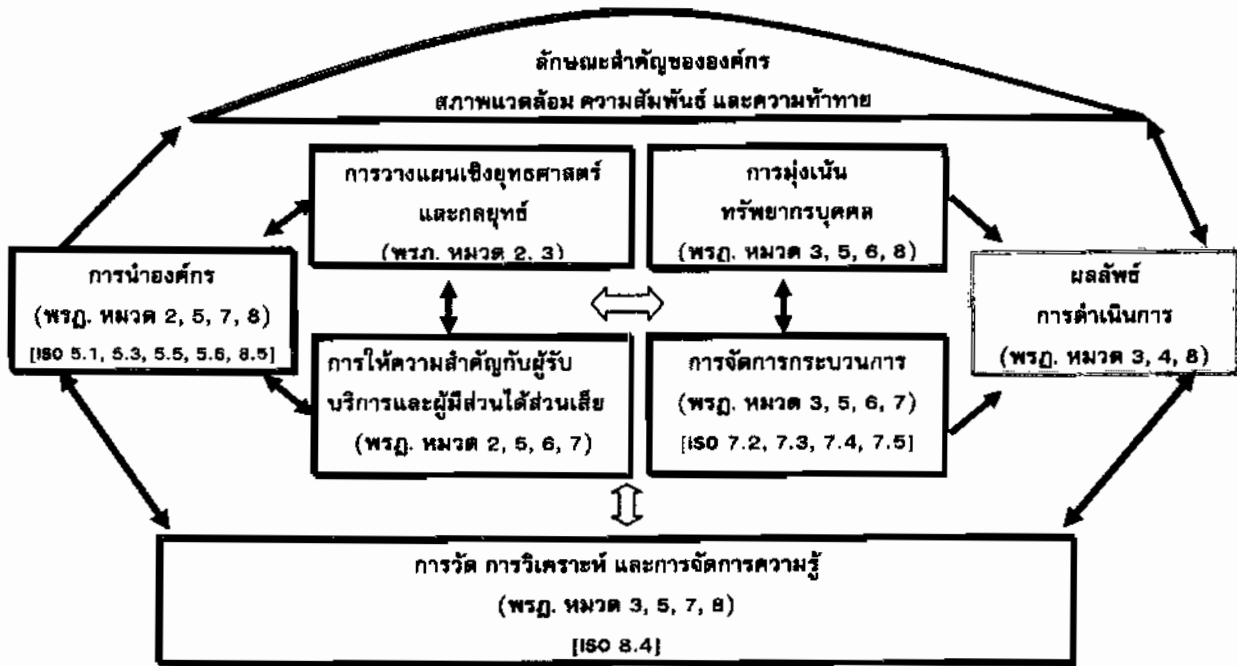 ลักษณะสำคัญขององค์กร
สภาพแวดล้อม ความสัมพันธ์ และความท้าทาย
การวางแผนเชิงยุทธศาสตร์
และกลยุทธ์
(พรฎ. หมวด 2, 3)
การมุ่งเน้น
ทรัพยากรบุคคล
(พรฎ. หมวด 3, 5, 6, 8)
การนำองค์กร
(พรฎ. หมวด 2, 5, 7, 8)
[ISO 5.1, 5.3, 5.5, 5.6, 8.5]
ผลลัพธ์
การดำเนินการ
(พรฎ. หมวด 3, 4, 8)
การให้ความสำคัญกับผู้รับ
บริการและผู้มีส่วนได้ส่วนเสีย
(พรฎ. หมวด 2, 5, 6, 7)
การจัดการกระบวนการ
(พรฎ. หมวด 3, 5, 6, 7)
[ISO 7.2, 7.3, 7.4, 7.5]
การวัด การวิเคราะห์ และการจัดการความรู้
(พรฎ. หมวด 3, 5, 7, 8)
[ISO 8.4]